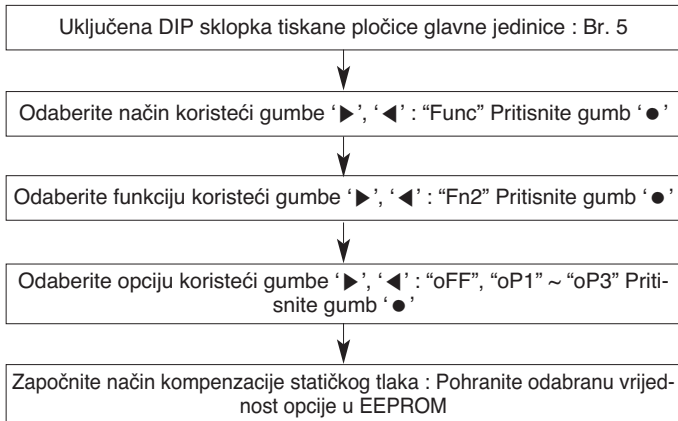 Uključena DIP sklopka tiskane pločice glavne jedinice : Br. 5
Odaberite način koristeći gumbe ‘▶’, ‘◀’ : “Func” Pritisnite gumb ‘●’
Odaberite funkciju koristeći gumbe ‘▶’, ‘◀’ : “Fn2” Pritisnite gumb ‘●’
Odaberite opciju koristeći gumbe ‘▶’, ‘◀’ : “oFF”, “oP1” ~ “oP3” Priti-
snite gumb ‘●’
Započnite način kompenzacije statičkog tlaka : Pohranite odabranu vrijed-
nost opcije u EEPROM